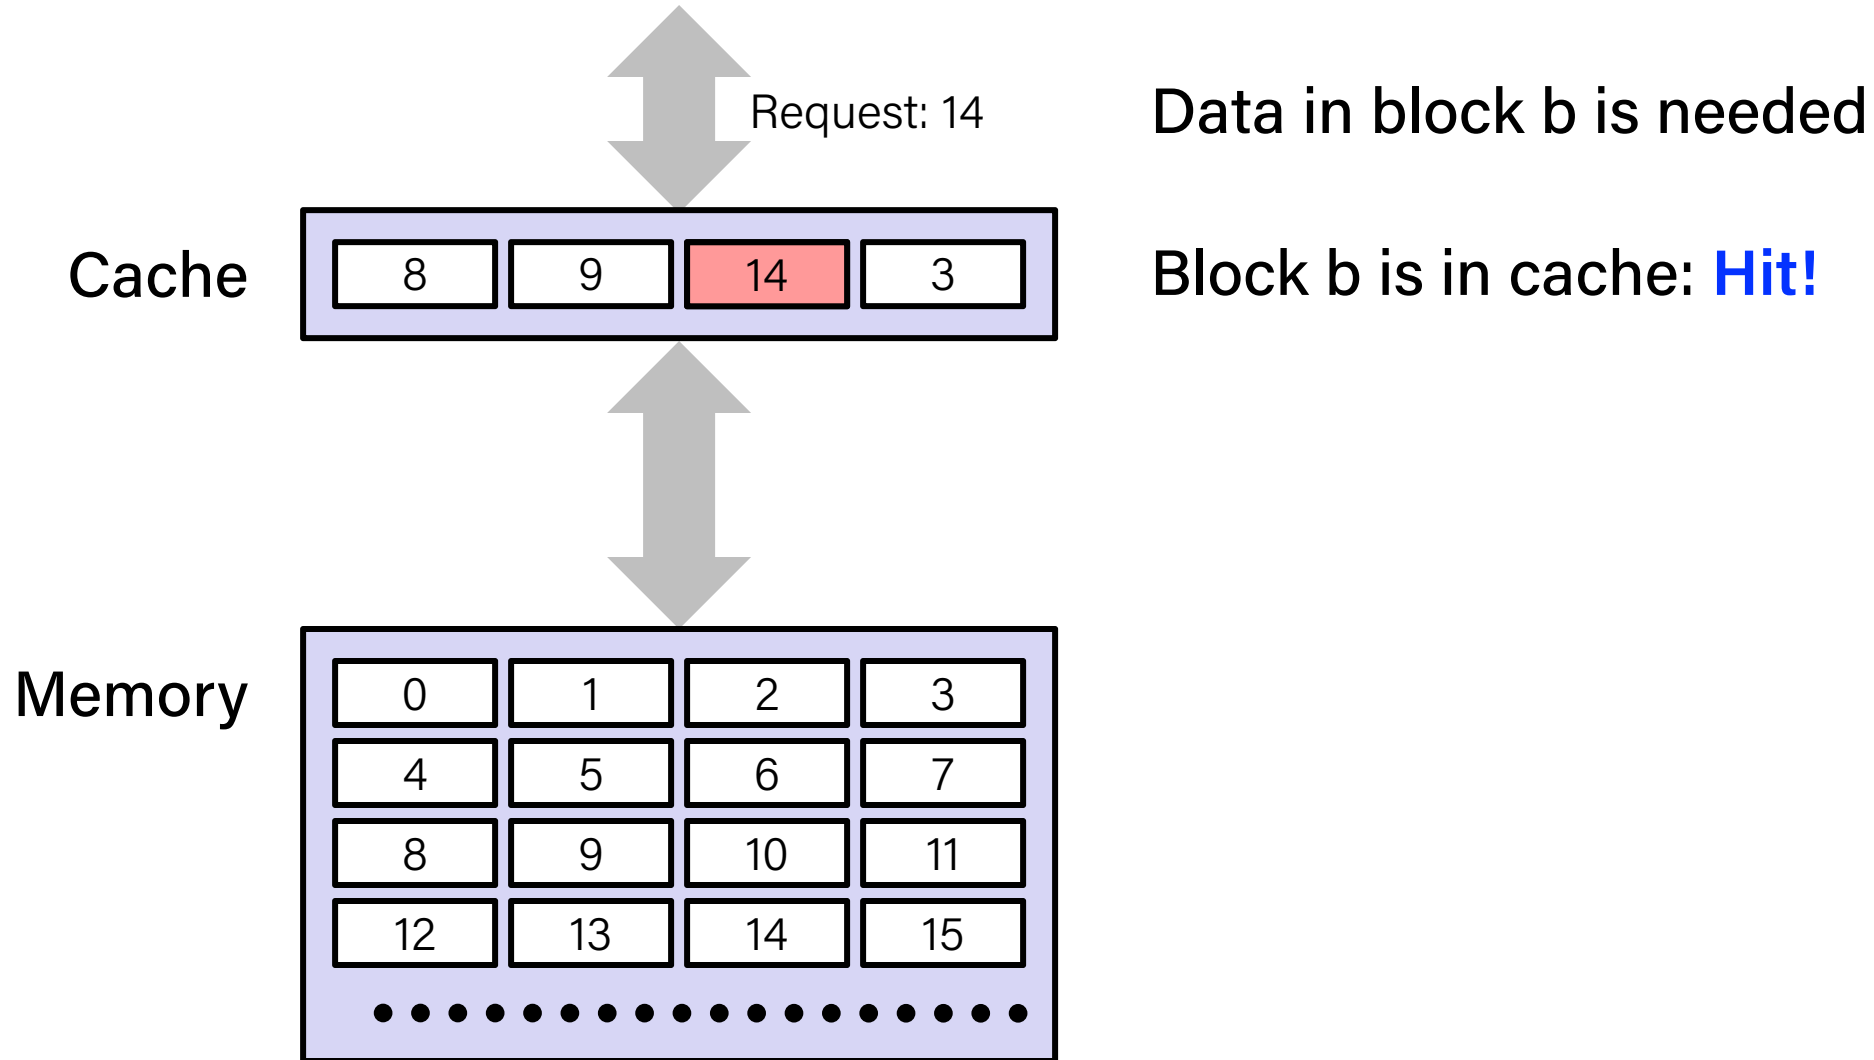 Request: 14
Data in block b is needed
Cache
8 9 14 3
Block b is in cache: Hit!
Memory
0 1 2 3
4 5 6 7
8 9 10 11
12 13 14 15